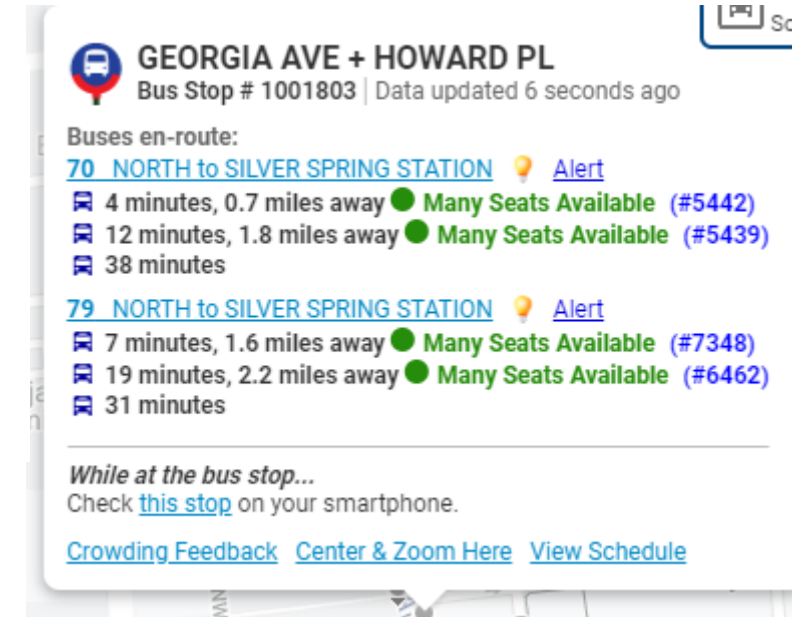 GEORGIA AVE + HOWARD PL
Bus Stop # 1001803 | Data updated 6 seconds ago
Buses en-route:
70 NORTH to SILVER SPRING STATION Alert
4 minutes, 0.7 miles away Many Seats Available (#5442)
12 minutes, 1.8 miles away Many Seats Available (#5439)
38 minutes
79 NORTH to SILVER SPRING STATION Alert
7 minutes, 1.6 miles away Many Seats Available (#7348)
19 minutes, 2.2 miles away Many Seats Available (#6462)
31 minutes
While at the bus stop...
Check this stop on your smartphone.
Crowding Feedback Center & Zoom Here View Schedule